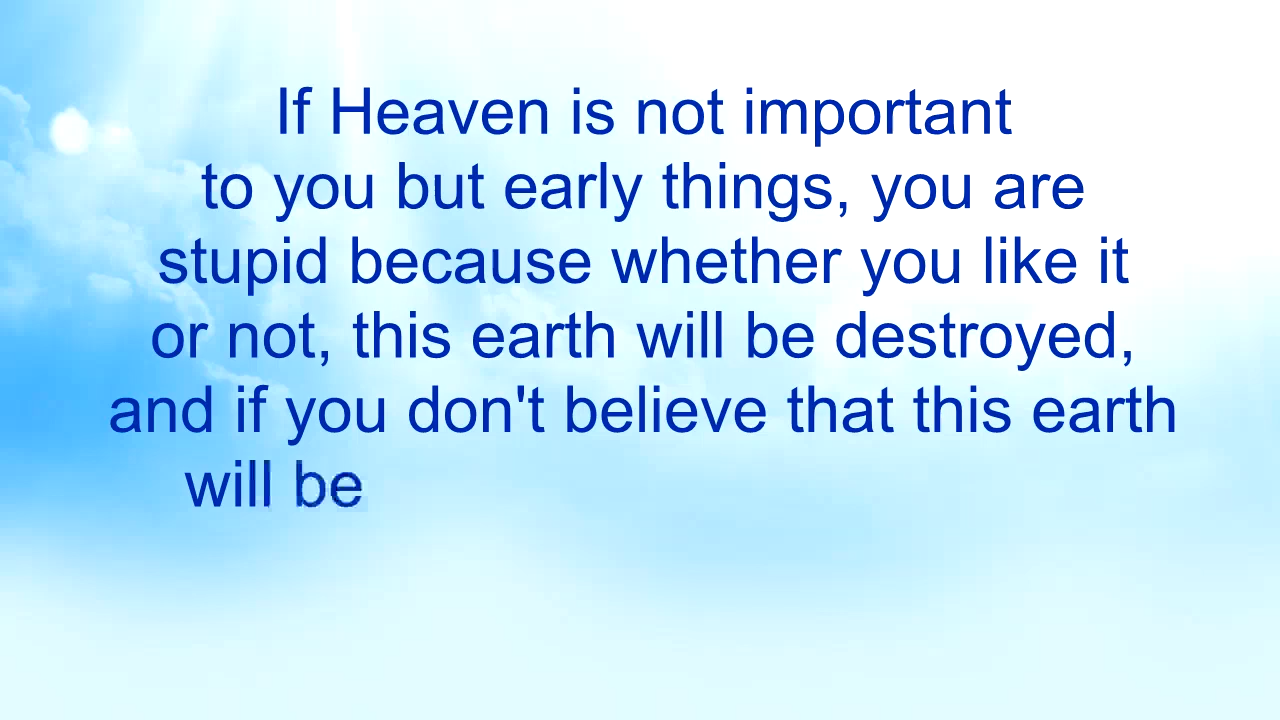 If Heaven is not important
to you but early things, you are
stupid because whether you like it
or not, this earth will be destroyed,
and if you don't believe that this earth
will be